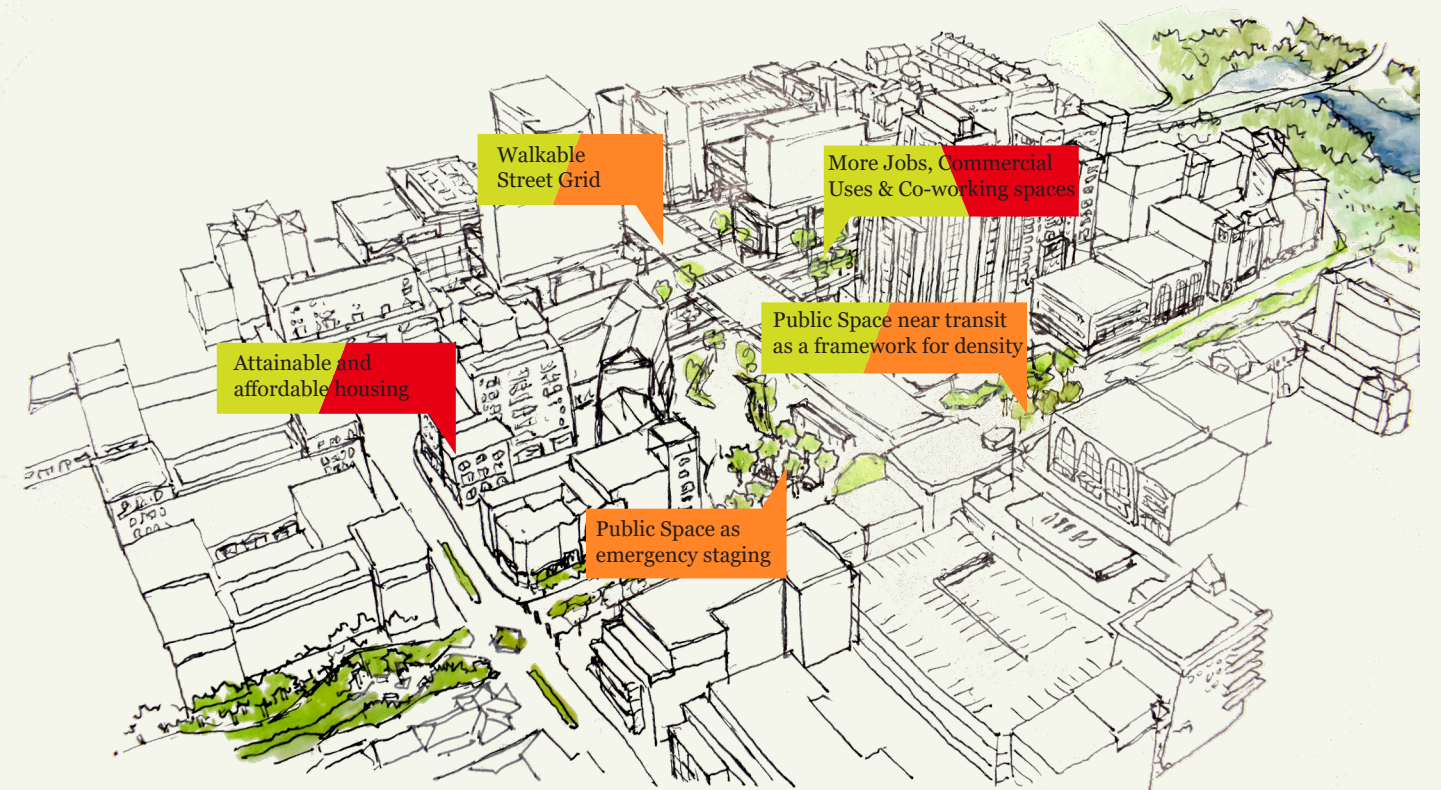 Walkable
Street Grid
More Jobs, Commercial
Uses & Co-working spaces
Public Space near transit
as a framework for density
Attainable and
affordable housing
Public Space as
emergency staging